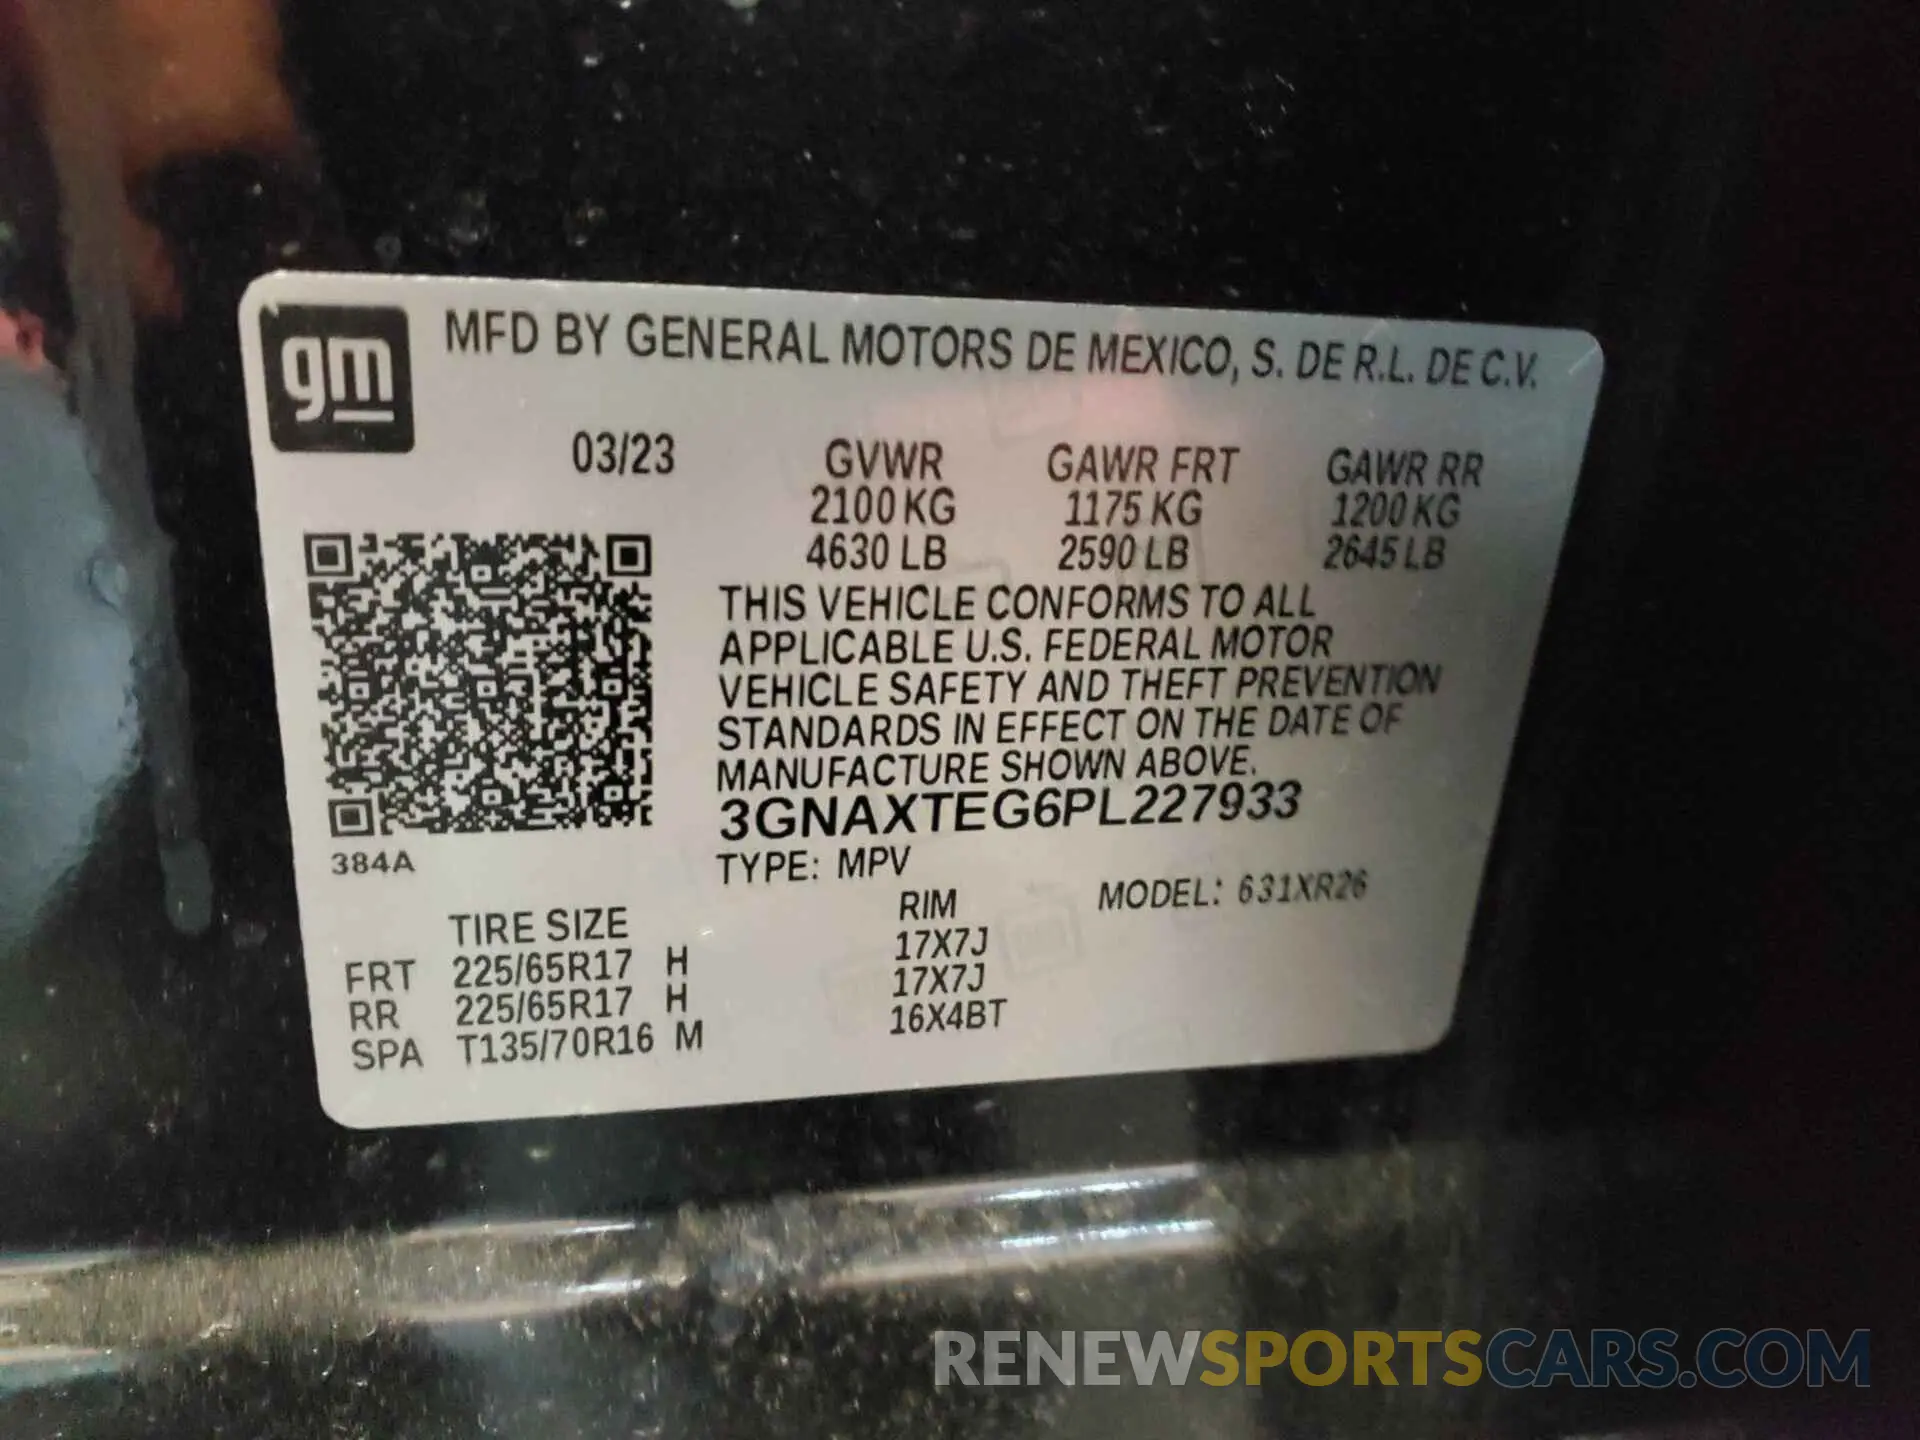 gm
MFD BY GENERAL MOTORS DE MEXICO, S. DE R.L. DE C.V.
03/23 GVWR GAWR FRT GAWR RR
2100 KG 1175 KG 1200 KG
4630 LB 2590 LB 2645 LB
THIS VEHICLE CONFORMS TO ALL
APPLICABLE U.S. FEDERAL MOTOR
VEHICLE SAFETY AND THEFT PREVENTION
STANDARDS IN EFFECT ON THE DATE OF
MANUFACTURE SHOWN ABOVE.
3GNAXTEG6PL227933
384A TYPE: MPV MODEL: 631XR26
TIRE SIZE RIM
FRT 225/65R17 H 17X7J
RR 225/65R17 H 17X7J
SPA T135/70R16 M 16X4BT
RENEWSPORTSCARS.COM